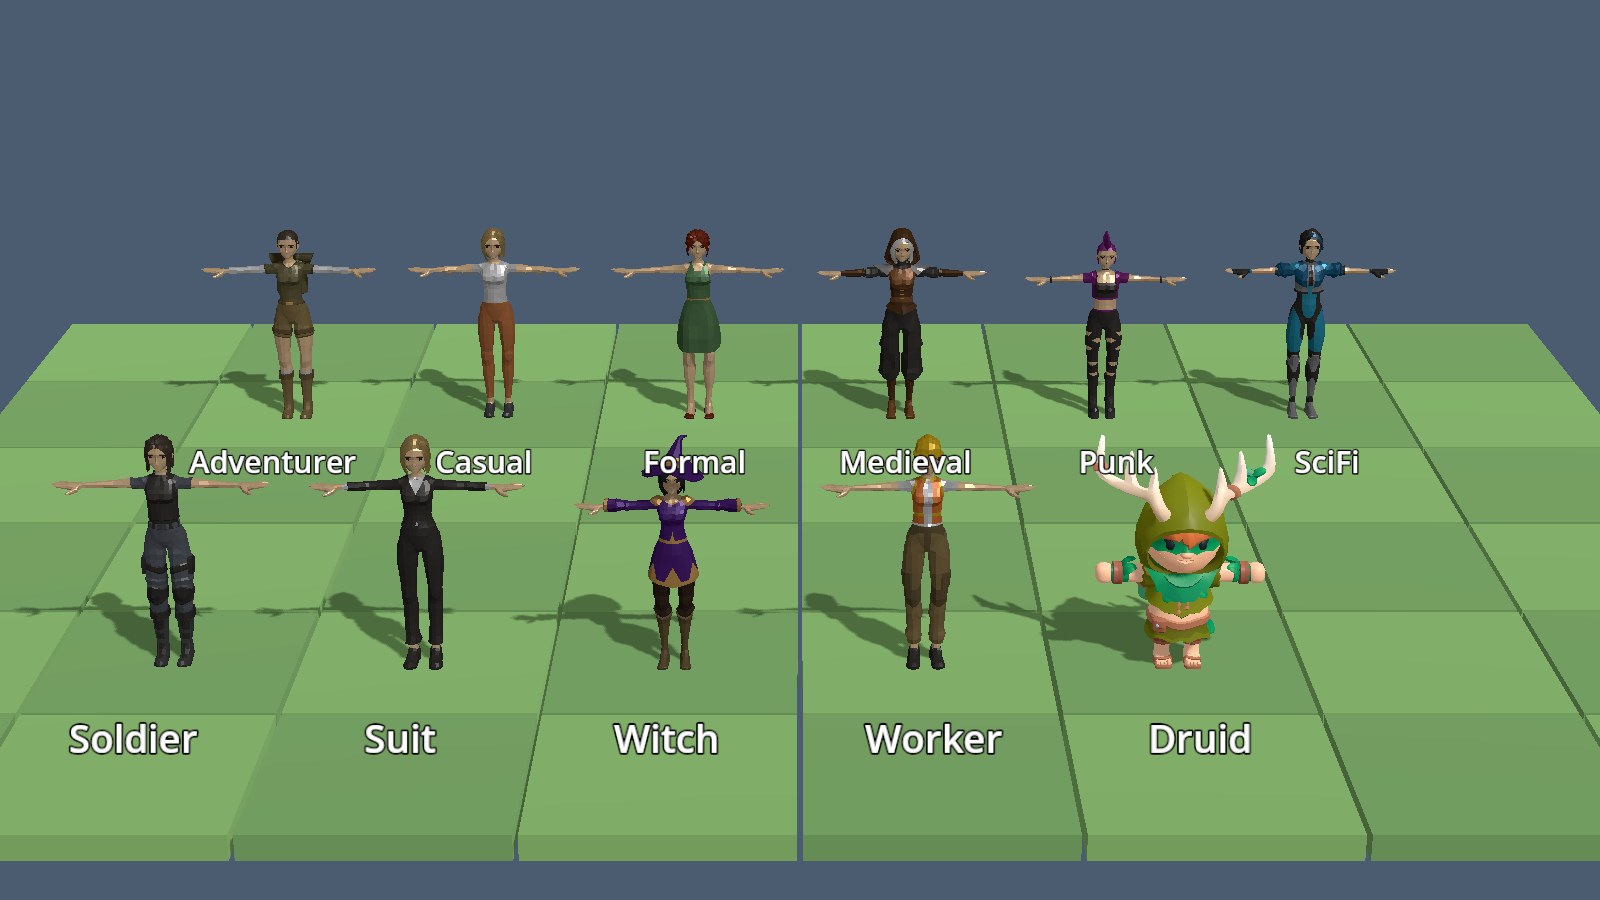 Adventurer
Casual
Formal
Medieval
Punk
SciFi
Soldier
Suit
Witch
Worker
Druid